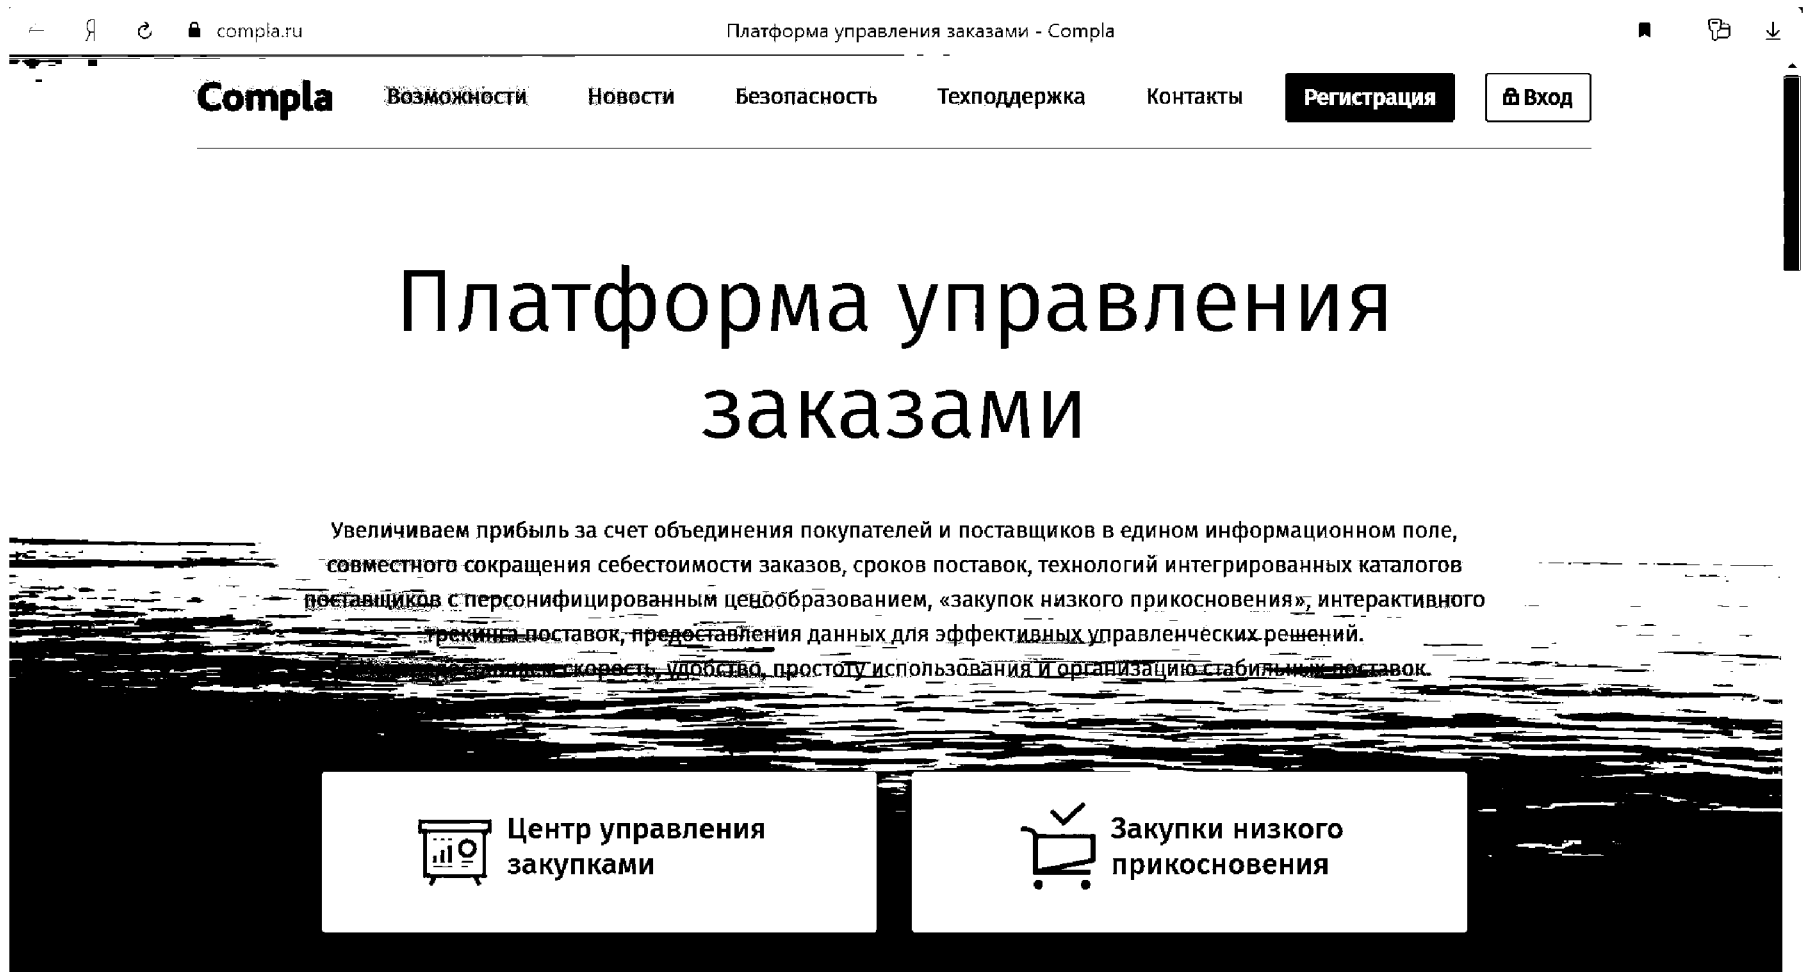 compla.ru
Платформа управления заказами - Compla
Compla
Возможности
Новости
Безопасность
Техподдержка
Контакты
Регистрация
Вход
Платформа управления
заказами
Увеличиваем прибыль за счет объединения покупателей и поставщиков в едином информационном поле,
совместного сокращения себестоимости заказов, сроков поставок, технологий интегрированных каталогов
поставщиков с персонифицированным ценообразованием, «закупок низкого прикосновения», интерактивного
трекинга поставок, предоставления данных для эффективных управленческих решений.
скорость, удобство, простоту использования и организацию стабильных поставок.
Центр управления
закупками
Закупки низкого
прикосновения